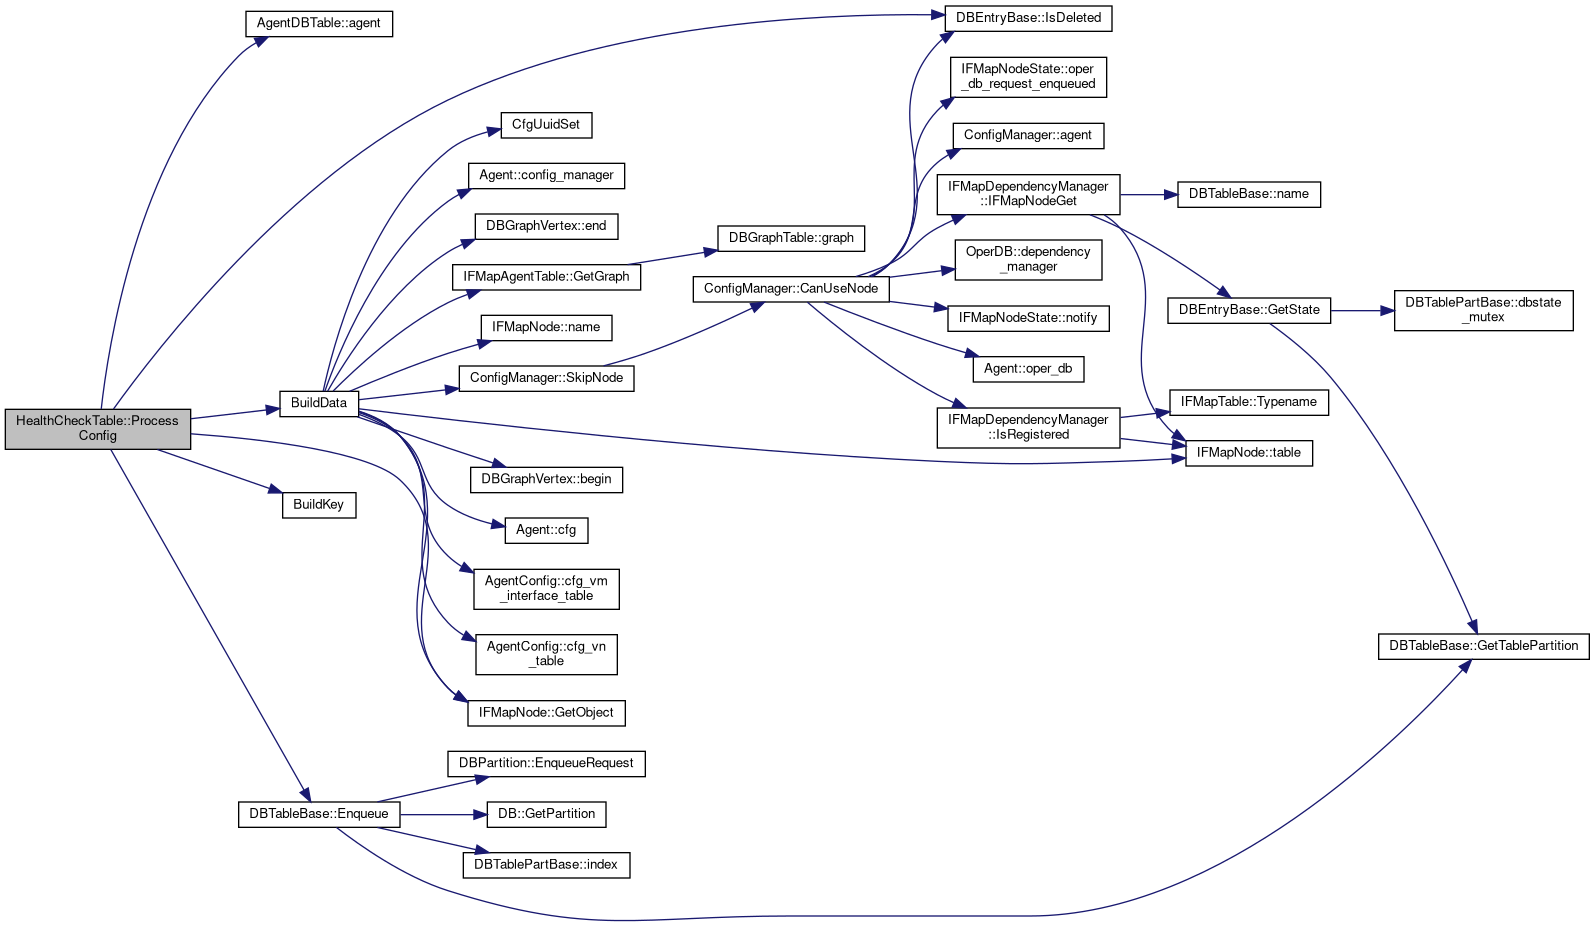 AgentDBTable::agent
DBEntryBase::IsDeleted
IFMapNodeState::oper
_db_request_enqueued
CfgUuidSet
ConfigManager::agent
Agent::config_manager
IFMapDependencyManager
::IFMapNodeGet
DBTableBase::name
DBGraphVertex::end
DBGraphTable::graph
OperDB::dependency
_manager
IFMapAgentTable::GetGraph
ConfigManager::CanUseNode
DBEntryBase::GetState
DBTablePartBase::dbstate
_mutex
IFMapNode::name
IFMapNodeState::notify
ConfigManager::SkipNode
Agent::oper_db
BuildData
IFMapTable::Typename
HealthCheckTable::Process
Config
IFMapDependencyManager
::IsRegistered
IFMapNode::table
DBGraphVertex::begin
BuildKey
Agent::cfg
AgentConfig::cfg_vm
_interface_table
AgentConfig::cfg_vn
_table
DBTableBase::GetTablePartition
IFMapNode::GetObject
DBPartition::EnqueueRequest
DBTableBase::Enqueue
DB::GetPartition
DBTablePartBase::index